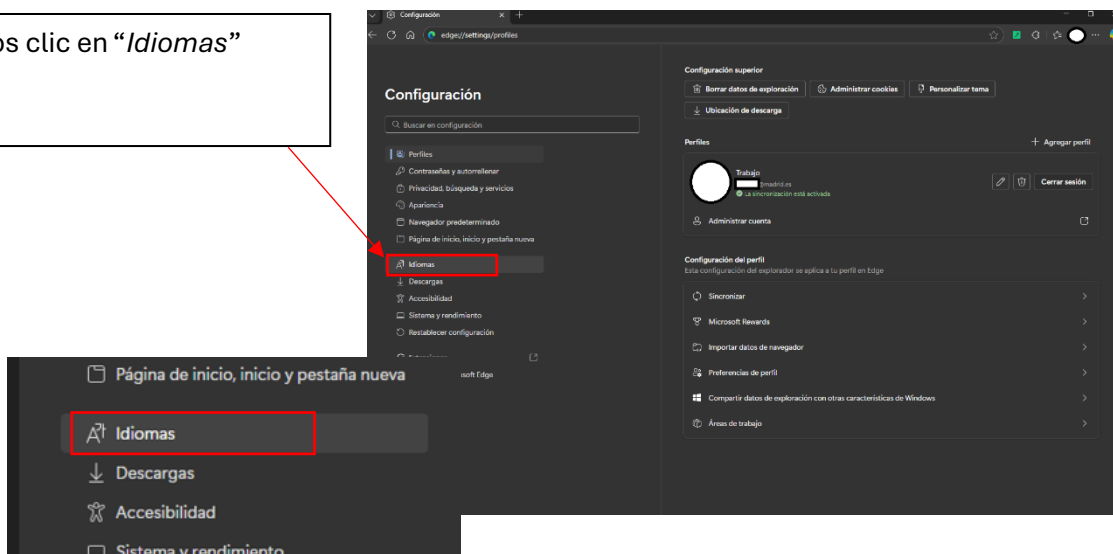 os clic en “Idiomas”
Configuración
edge://settings/profiles
Configuración
Buscar en configuración
Perfiles
Contraseñas y autorrellenar
Privacidad, búsqueda y servicios
Apariencia
Navegador predeterminado
Página de inicio, inicio y pestaña nueva
Idiomas
Descargas
Accesibilidad
Sistema y rendimiento
Restablecer configuración
Configuración superior
Borrar datos de exploración
Administrar cookies
Personalizar tema
Ubicación de descarga
Perfiles
Agregar perfil
Trabajo
@madrid.es
La sincronización está activada
Cerrar sesión
Administrar cuenta
Configuración del perfil
Esta configuración del explorador se aplica a tu perfil en Edge
Sincronizar
Microsoft Rewards
Importar datos de navegador
Preferencias de perfil
Compartir datos de exploración con otras características de Windows
Áreas de trabajo
osoft Edge
Página de inicio, inicio y pestaña nueva
Idiomas
Descargas
Accesibilidad
Sistema y rendimiento